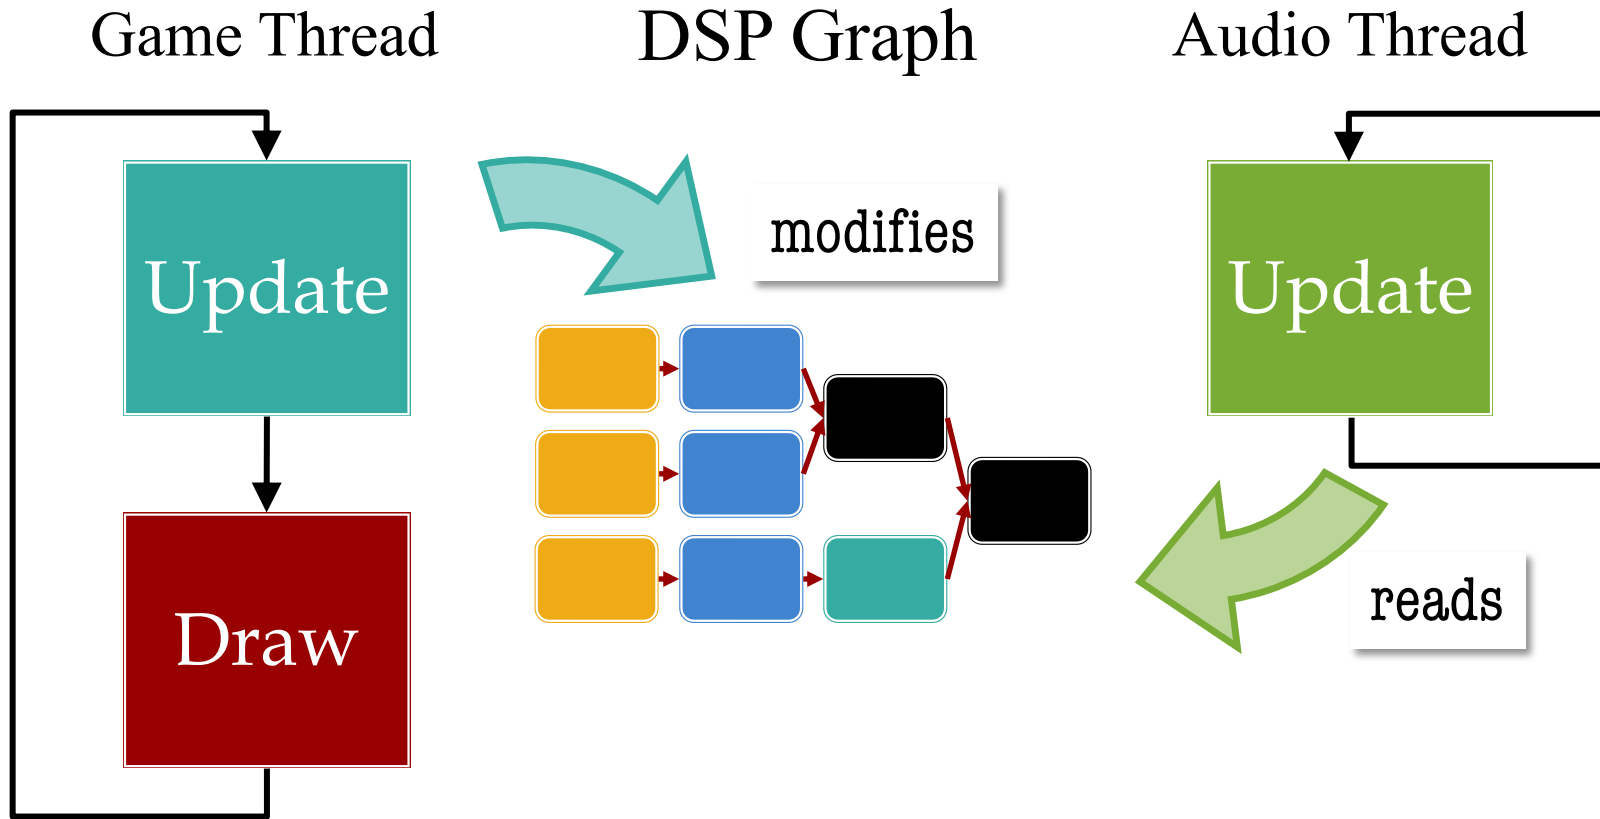 Game Thread
DSP Graph
Audio Thread
Update
modifies
Update
Draw
reads